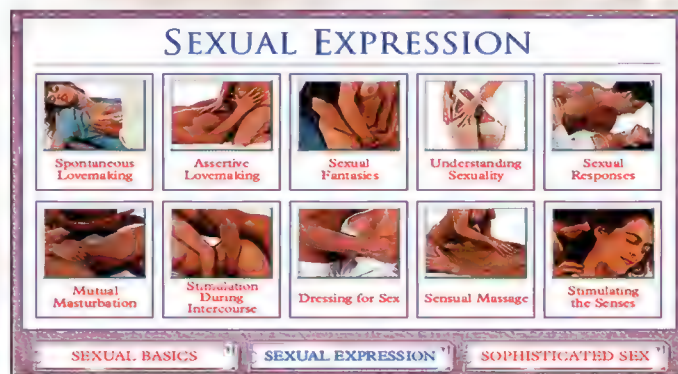 SEXUAL EXPRESSION
Spontaneous
Lovemaking
Assertive
Lovemaking
Sexual
Fantasies
Understanding
Sexuality
Sexual
Responses
Mutual
Masturbation
Stimulation
During
Intercourse
Dressing for Sex
Sensual Massage
Stimulating
the Senses
SEXUAL BASICS
SEXUAL EXPRESSION
SOPHISTICATED SEX